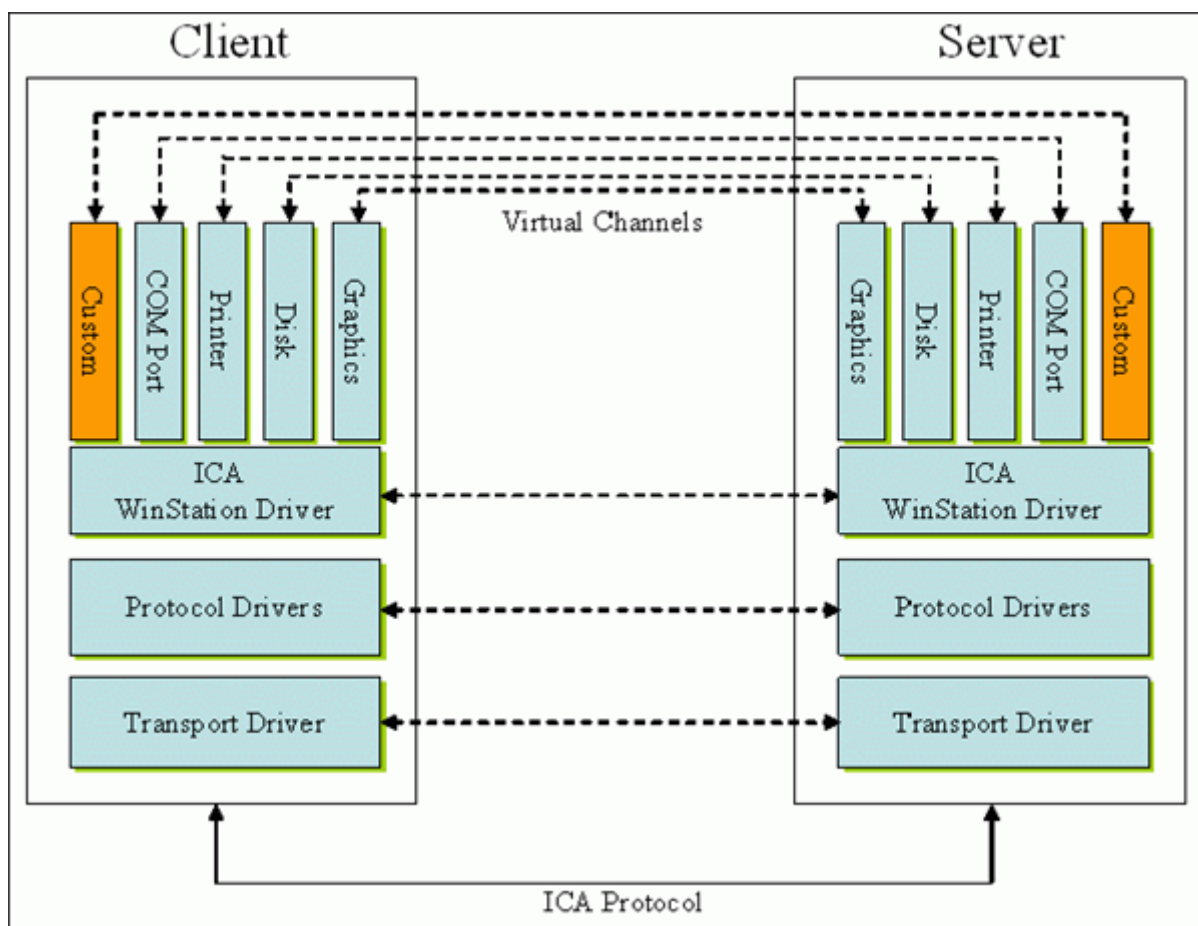 Client
Server
Virtual Channels
Custom
COM Port
Printer
Disk
Graphics
Graphics
Disk
Printer
COM Port
Custom
ICA
WinStation Driver
ICA
WinStation Driver
Protocol Drivers
Protocol Drivers
Transport Driver
Transport Driver
ICA Protocol